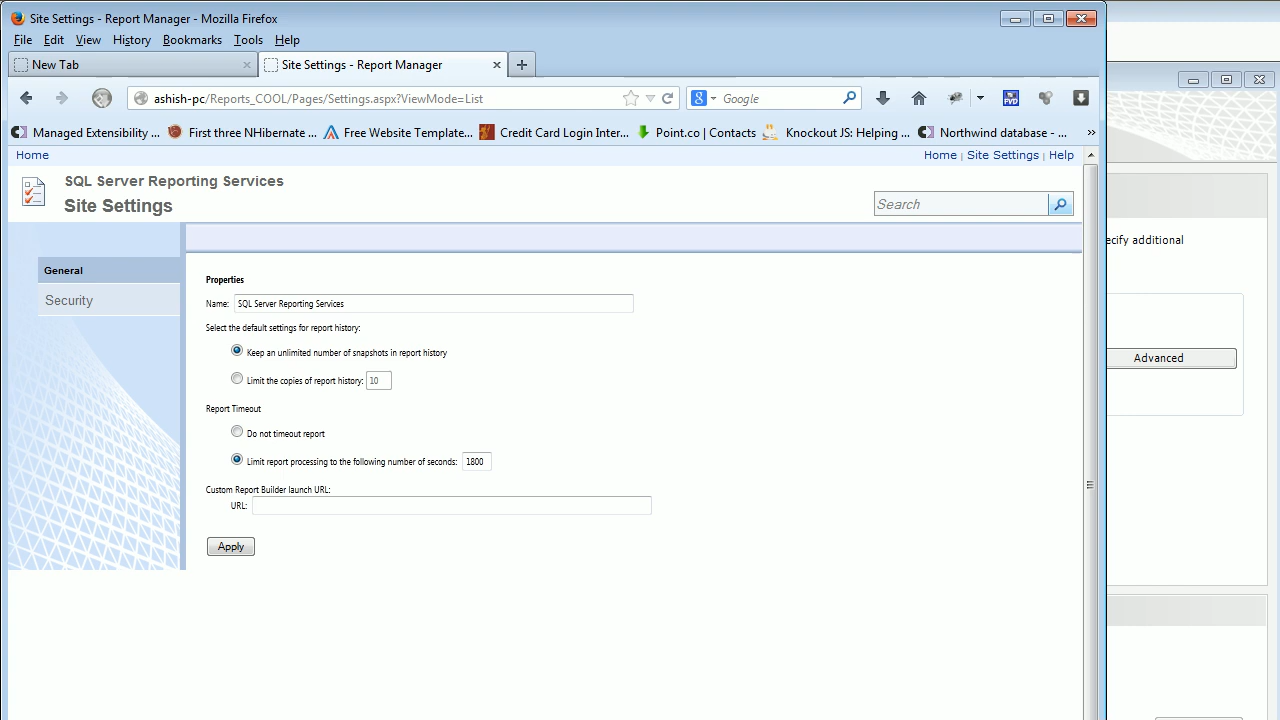 Site Settings - Report Manager - Mozilla Firefox
File Edit View History Bookmarks Tools Help
New Tab
Site Settings - Report Manager
ashish-pc/Reports_COOL/Pages/Settings.aspx?ViewMode=List
Google
FVD
Managed Extensibility ... First three NHibernate ... Free Website Template... Credit Card Login Inter... Point.co | Contacts Knockout JS: Helping ... Northwind database - ... »
Home
Home | Site Settings | Help
SQL Server Reporting Services
Site Settings
Search
General
Security
Properties
Name: SQL Server Reporting Services
Select the default settings for report history:
Keep an unlimited number of snapshots in report history
Limit the copies of report history: 10
Report Timeout
Do not timeout report
Limit report processing to the following number of seconds: 1800
Custom Report Builder launch URL:
URL:
Apply
ecify additional
Advanced